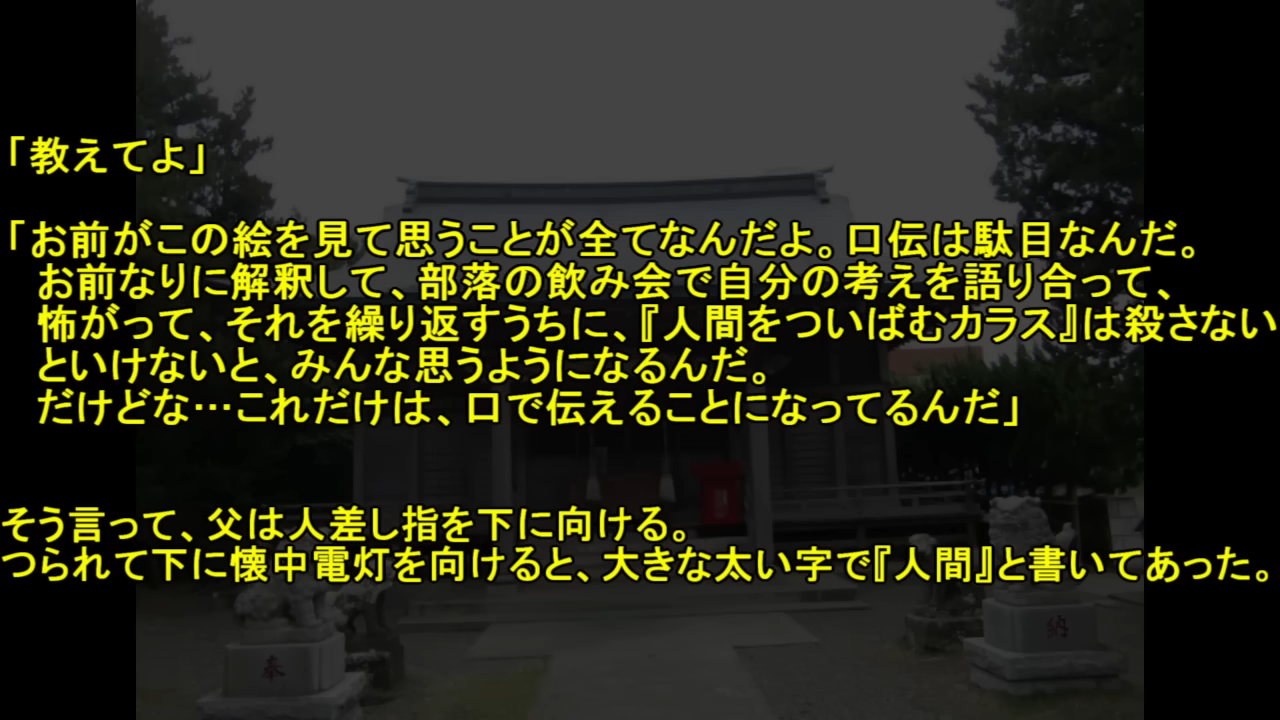 「教えてよ」
「お前がこの絵を見て思うことが全てなんだよ。口伝は駄目なんだ。
お前なりに解釈して、部落の飲み会で自分の考えを語り合って、
怖がって、それを繰り返すうちに、『人間をついばむカラス』は殺さない
といけないと、みんな思うようになるんだ。
だけどな…これだけは、口で伝えることになってるんだ」
そう言って、父は人差し指を下に向ける。
つられて下に懐中電灯を向けると、大きな太い字で『人間』と書いてあった。
奉
納